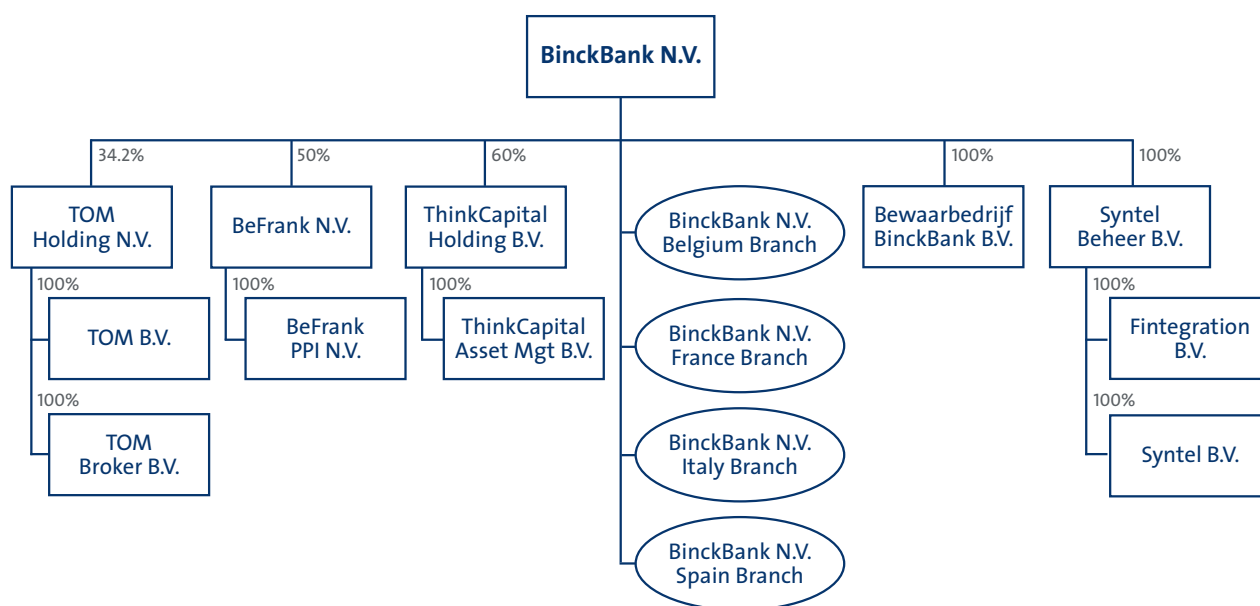 BinckBank N.V.
34.2%
50%
60%
100%
100%
TOM
Holding N.V.
BeFrank N.V.
ThinkCapital
Holding B.V.
BinckBank N.V.
Belgium Branch
Bewaarbedrijf
BinckBank B.V.
Syntel
Beheer B.V.
100%
100%
100%
100%
TOM B.V.
BeFrank
PPI N.V.
ThinkCapital
Asset Mgt B.V.
BinckBank N.V.
France Branch
Fintegration
B.V.
100%
100%
TOM
Broker B.V.
BinckBank N.V.
Italy Branch
Syntel B.V.
BinckBank N.V.
Spain Branch